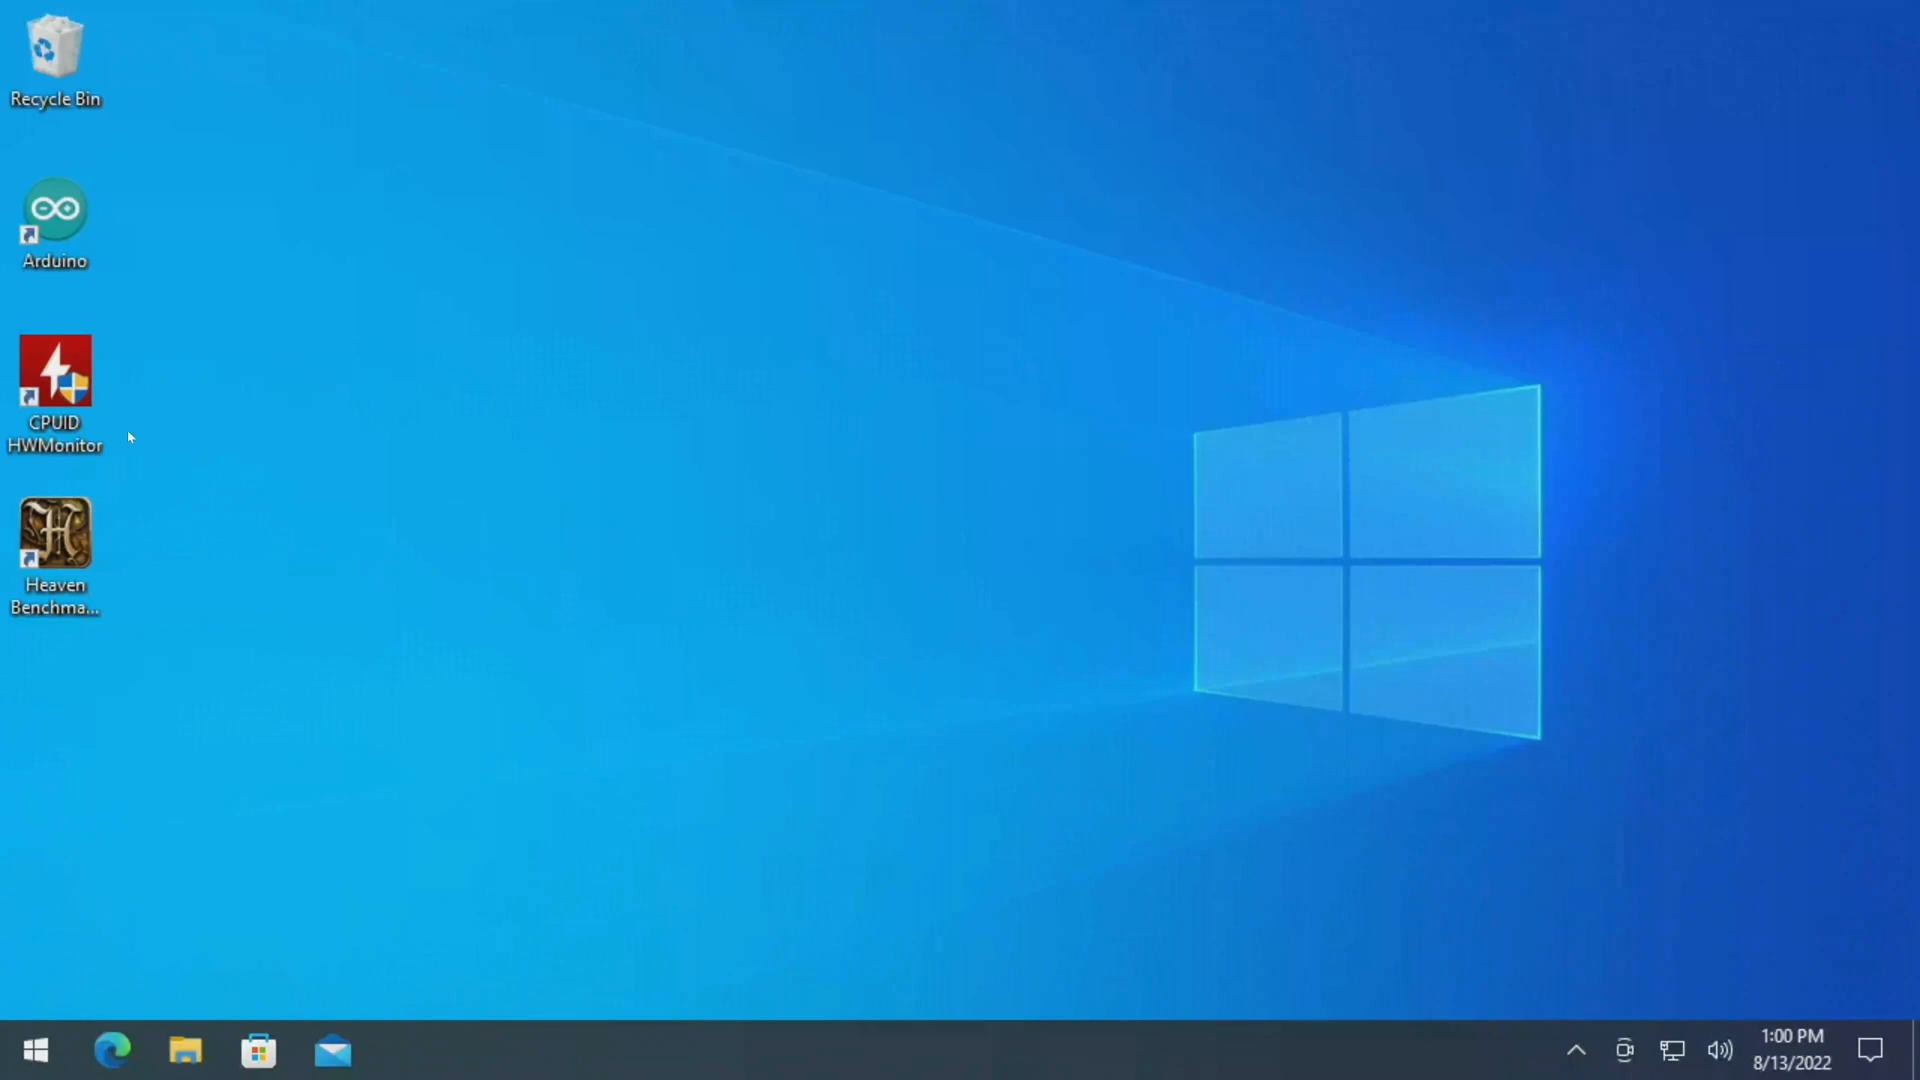 Recycle Bin
Arduino
CPUID
HWMonitor
Heaven
Benchma...
1:00 PM
8/13/2022